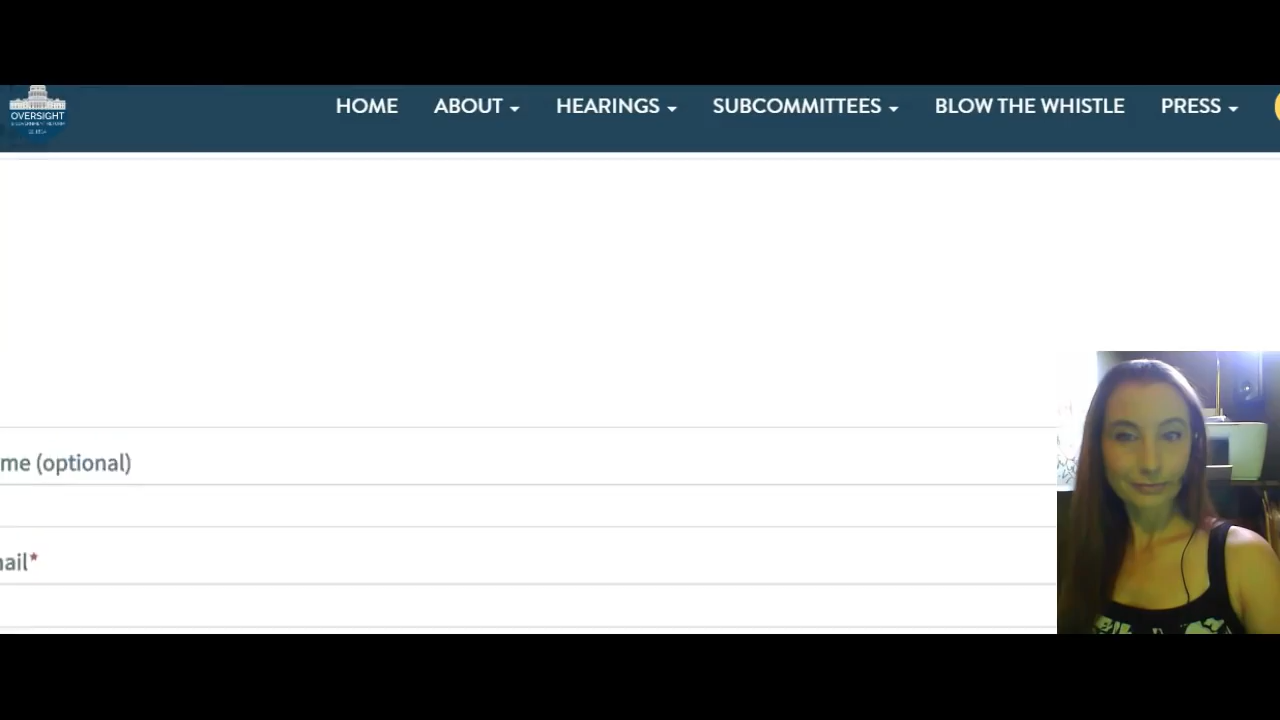 HOME ABOUT HEARINGS SUBCOMMITTEES BLOW THE WHISTLE PRESS
OVERSIGHT
me (optional)
ail*